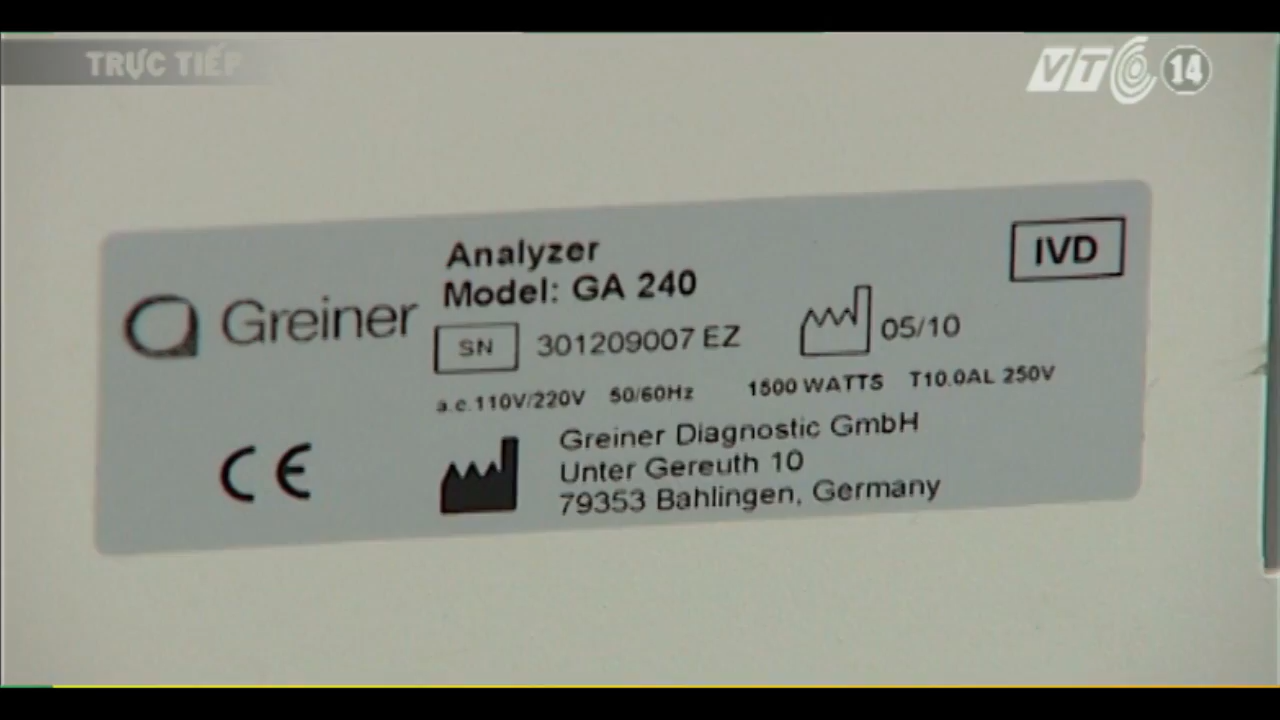 TRỰC TIẾP
VTC 14
Analyzer
IVD
Model: GA 240
Greiner
SN 301209007 EZ
05/10
a.c.110V/220V 50/60Hz 1500 WATTS T10.0AL 250V
CE
Greiner Diagnostic GmbH
Unter Gereuth 10
79353 Bahlingen, Germany